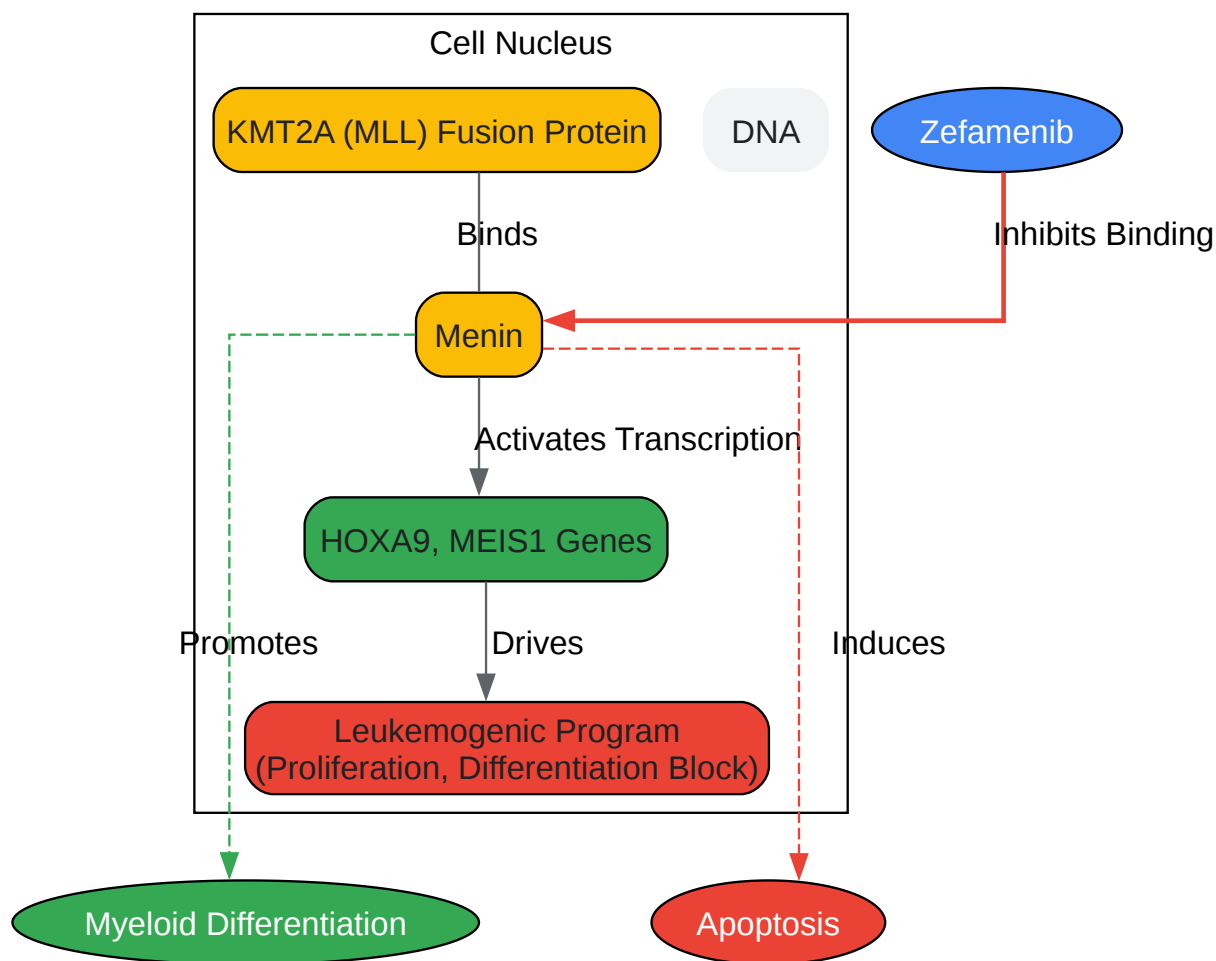 Cell Nucleus
KMT2A (MLL) Fusion Protein
DNA
Zefamenib
Binds
Inhibits Binding
Menin
Activates Transcription
HOXA9, MEIS1 Genes
Promotes
Drives
Induces
Leukemogenic Program
(Proliferation, Differentiation Block)
Myeloid Differentiation
Apoptosis